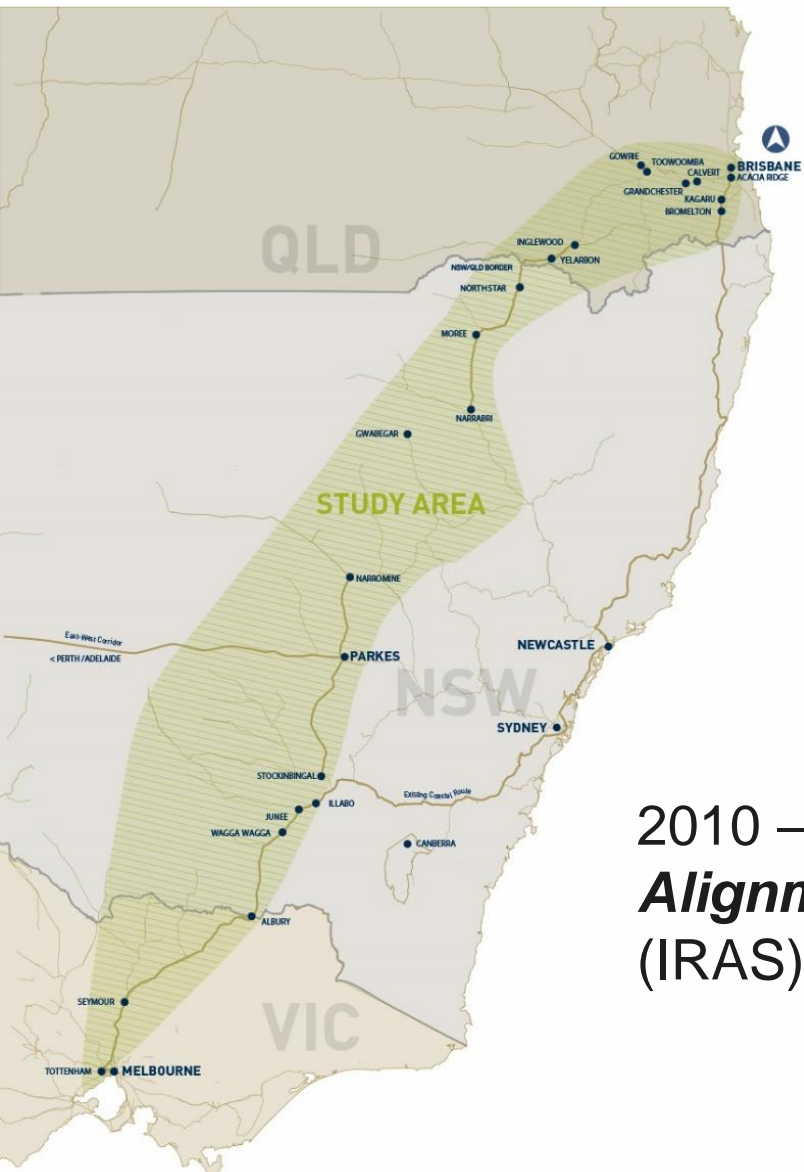 GOWRIE
TOOWOOMBA
BRISBANE
CALVERT
ACACIA RIDGE
GRANDCHESTER
KAGARU
BROMELTON
QLD
INGLEWOOD
YELARBON
NSW/QLD BORDER
NORTH STAR
MOREE
NARRABRI
GWABEGAR
STUDY AREA
NARROMINE
East-West Corridor
< PERTH / ADELAIDE
PARKES
NEWCASTLE
NSW
SYDNEY
STOCKINBINGAL
ILLABO
Existing Coastal Route
JUNEE
WAGGA WAGGA
CANBERRA
2010 –
Alignm
(IRAS)
ALBURY
SEYMOUR
VIC
TOTTENHAM
MELBOURNE